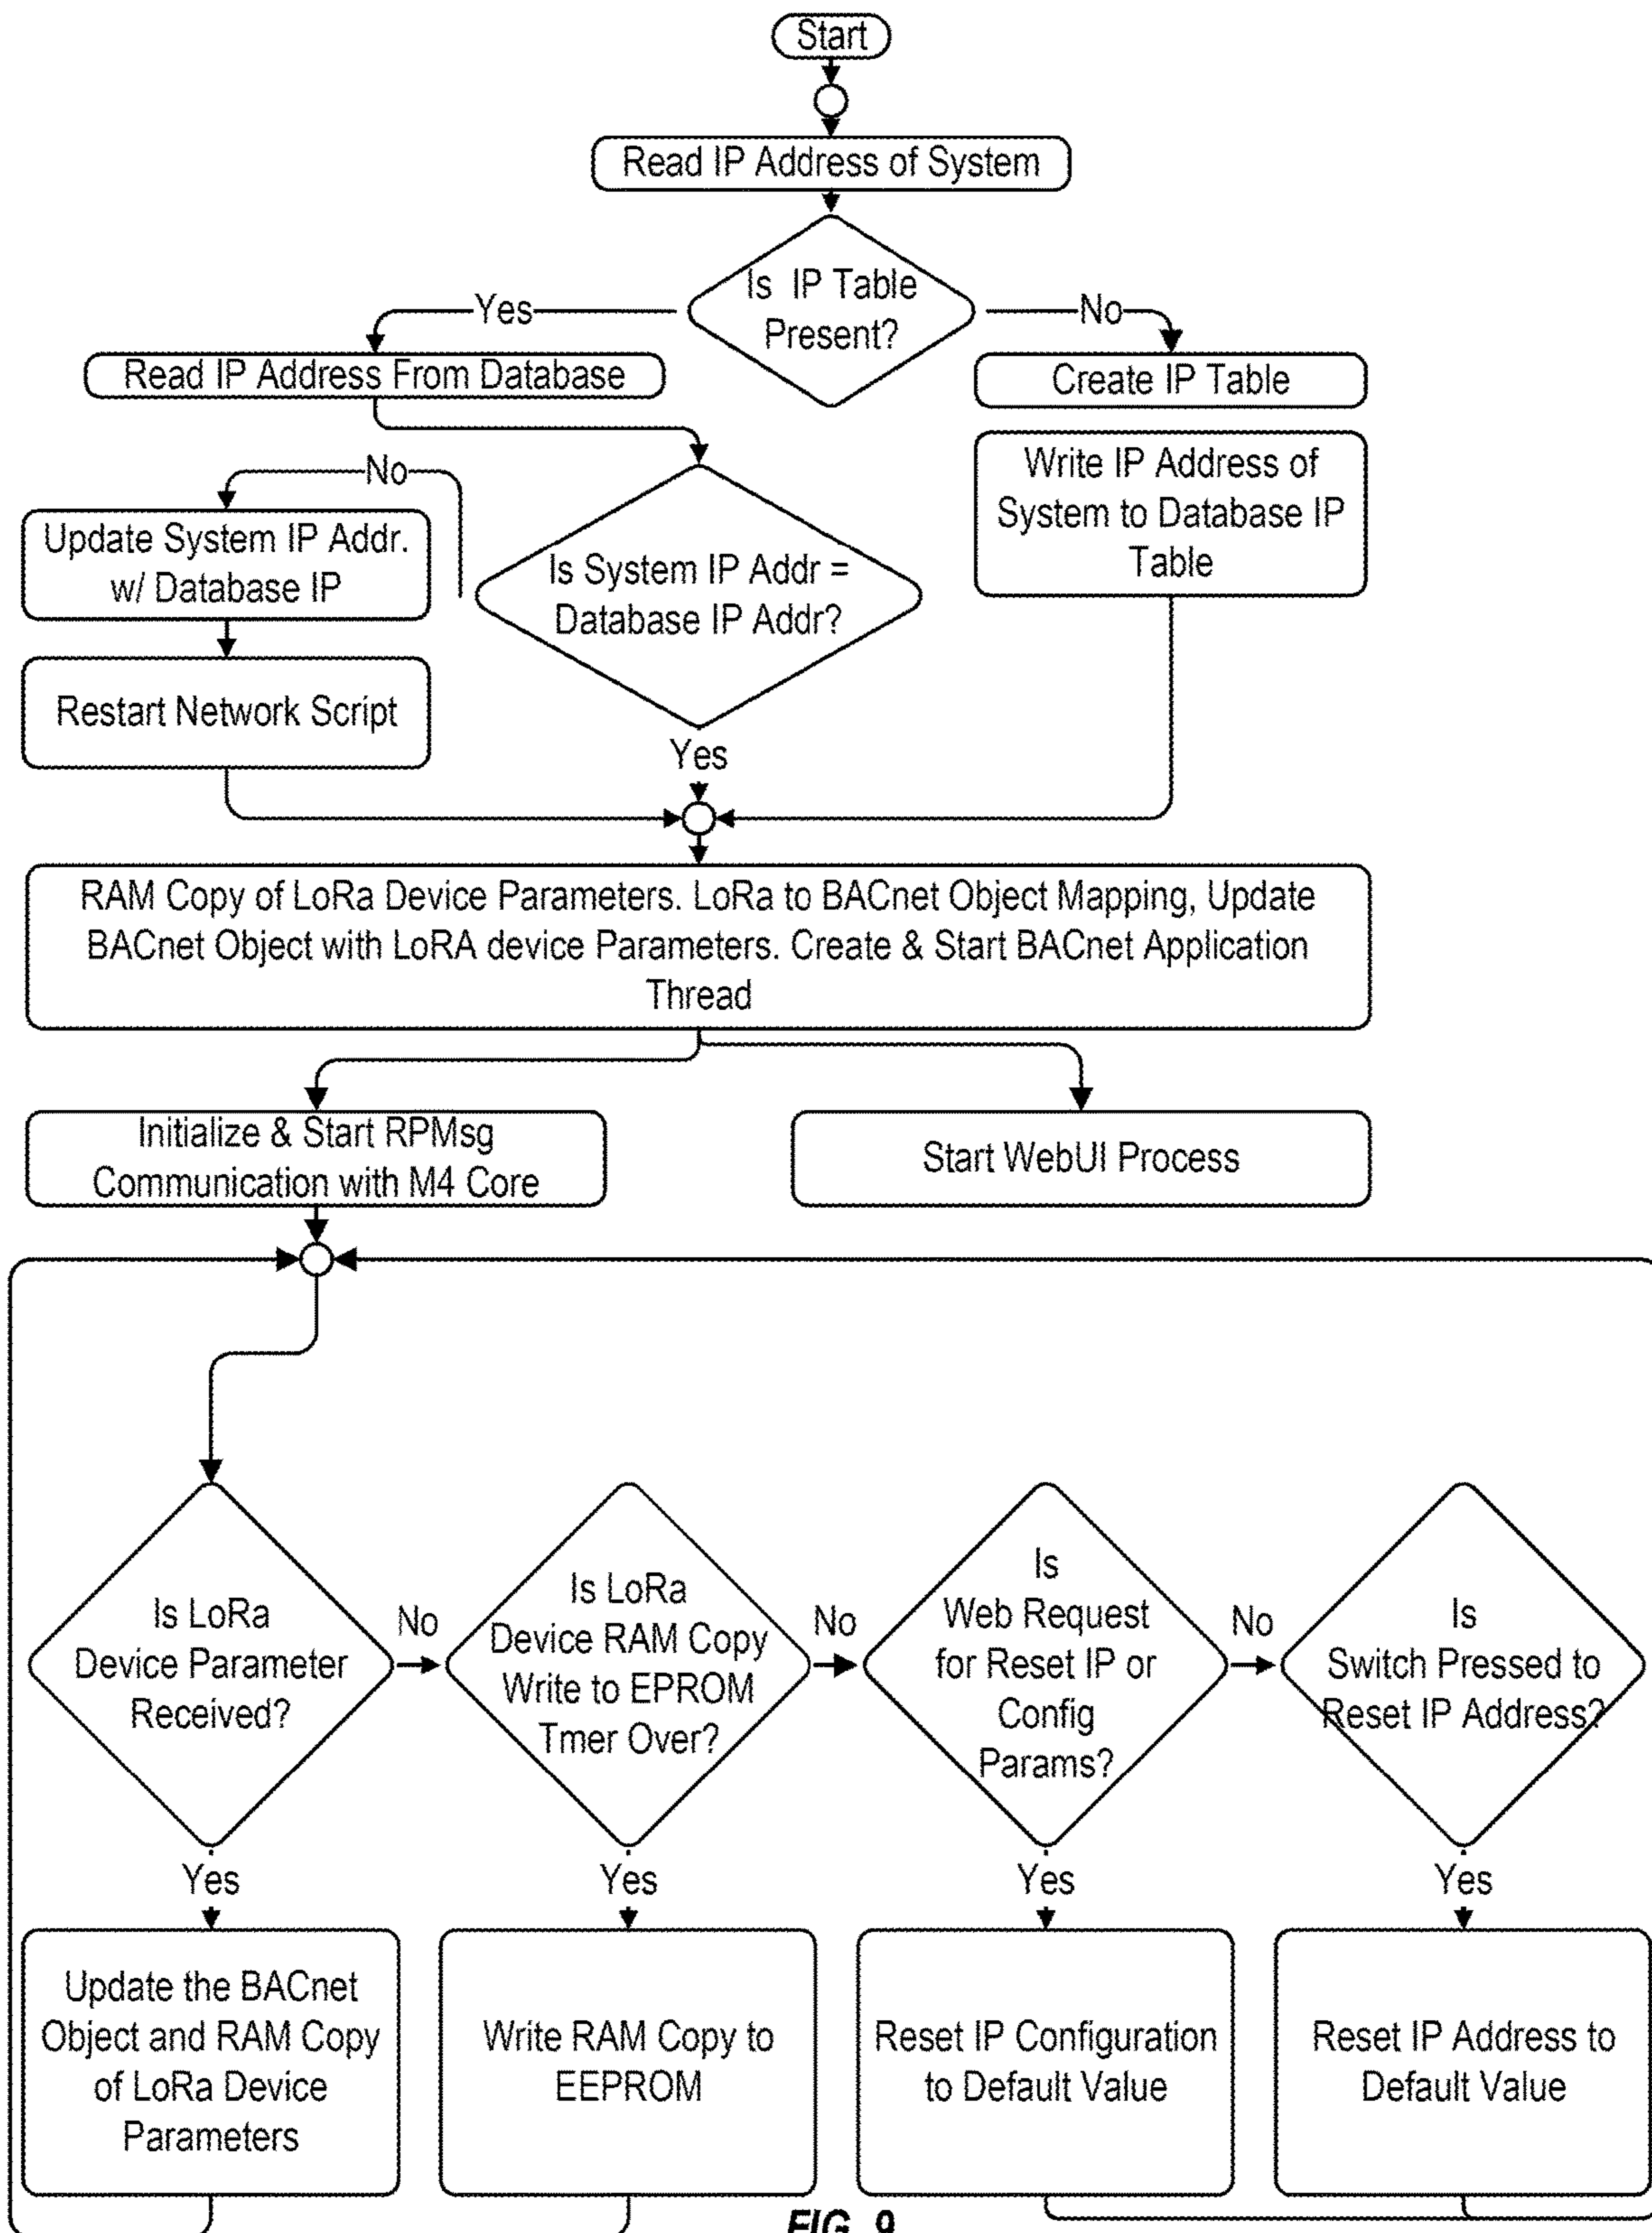 Start
Read IP Address of System
Is IP Table
Present?
Yes
No
Read IP Address From Database
Create IP Table
Write IP Address of
System to Database IP
Table
No
Update System IP Addr.
w/ Database IP
Is System IP Addr =
Database IP Addr?
Restart Network Script
Yes
RAM Copy of LoRa Device Parameters. LoRa to BACnet Object Mapping, Update
BACnet Object with LoRA device Parameters. Create & Start BACnet Application
Thread
Initialize & Start RPMsg
Communication with M4 Core
Start WebUI Process
Is LoRa
Device Parameter
Received?
No
Is LoRa
Device RAM Copy
Write to EPROM
Tmer Over?
No
Is
Web Request
for Reset IP or
Config
Params?
No
Is
Switch Pressed to
Reset IP Address?
Yes
Yes
Yes
Yes
Update the BACnet
Object and RAM Copy
of LoRa Device
Parameters
Write RAM Copy to
EEPROM
Reset IP Configuration
to Default Value
Reset IP Address to
Default Value
FIG. 9